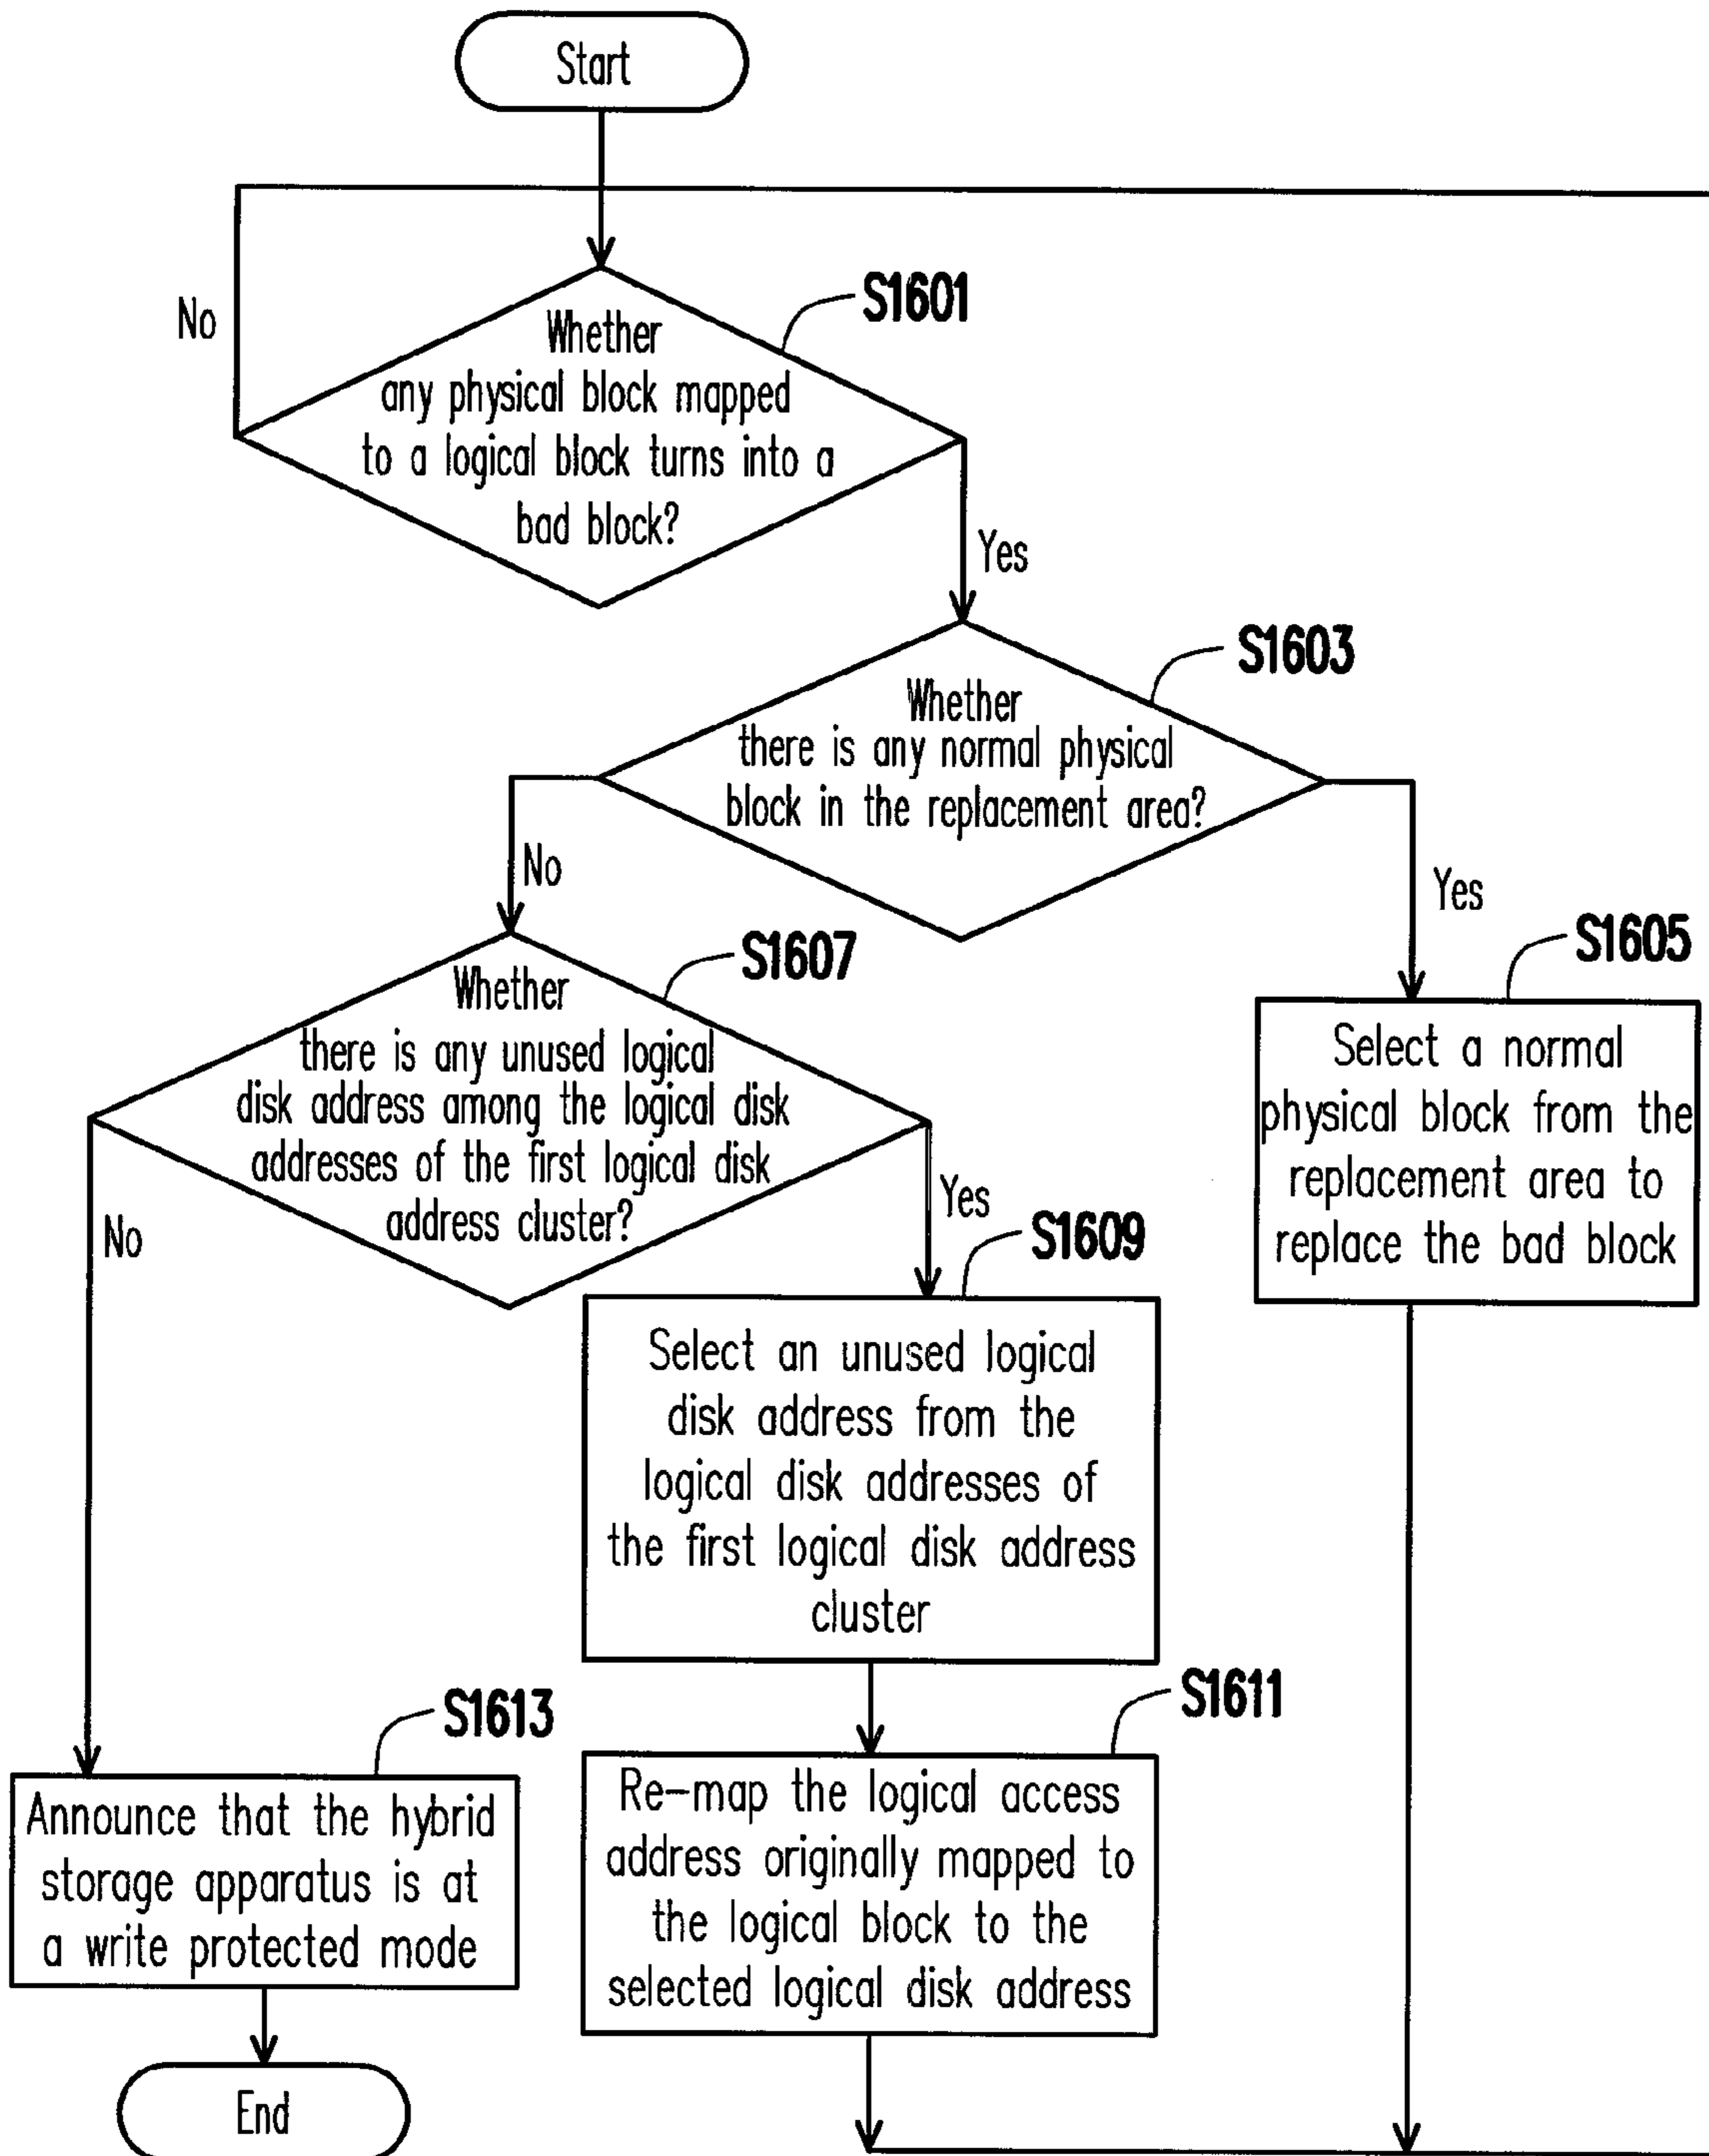 Start
No
S1601
Whether
any physical block mapped
to a logical block turns into a
bad block?
Yes
S1603
Whether
there is any normal physical
block in the replacement area?
No
Yes
S1605
Select a normal
physical block from the
replacement area to
replace the bad block
S1607
Whether
there is any unused logical
disk address among the logical disk
addresses of the first logical disk
address cluster?
No
Yes
S1609
Select an unused logical
disk address from the
logical disk addresses of
the first logical disk address
cluster
S1611
Re-map the logical access
address originally mapped to
the logical block to the
selected logical disk address
S1613
Announce that the hybrid
storage apparatus is at
a write protected mode
End